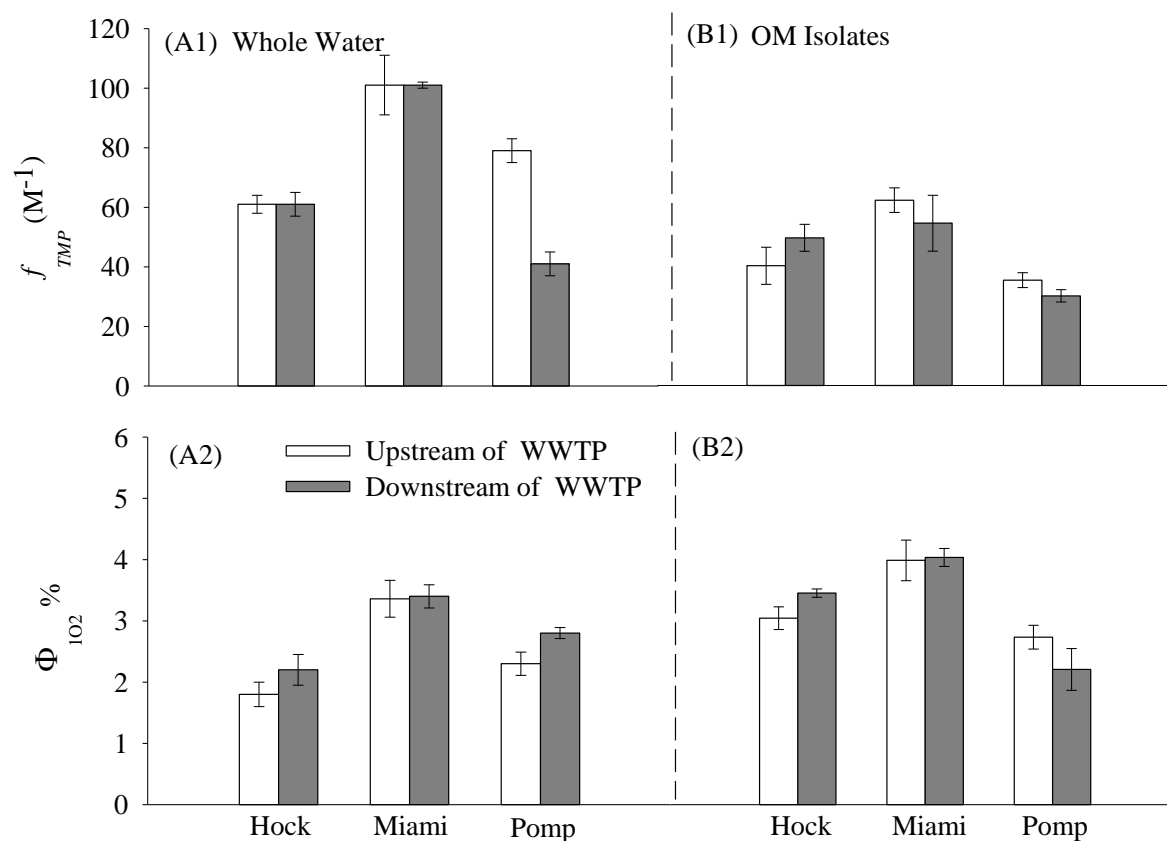 (A1) Whole Water
(B1) OM Isolates
f TMP (M-1)
120
100
80
60
40
20
0
(A2)
(B2)
Upstream of WWTP
Downstream of WWTP
Φ 1O2 %
6
5
4
3
2
1
0
Hock Miami Pomp Hock Miami Pomp